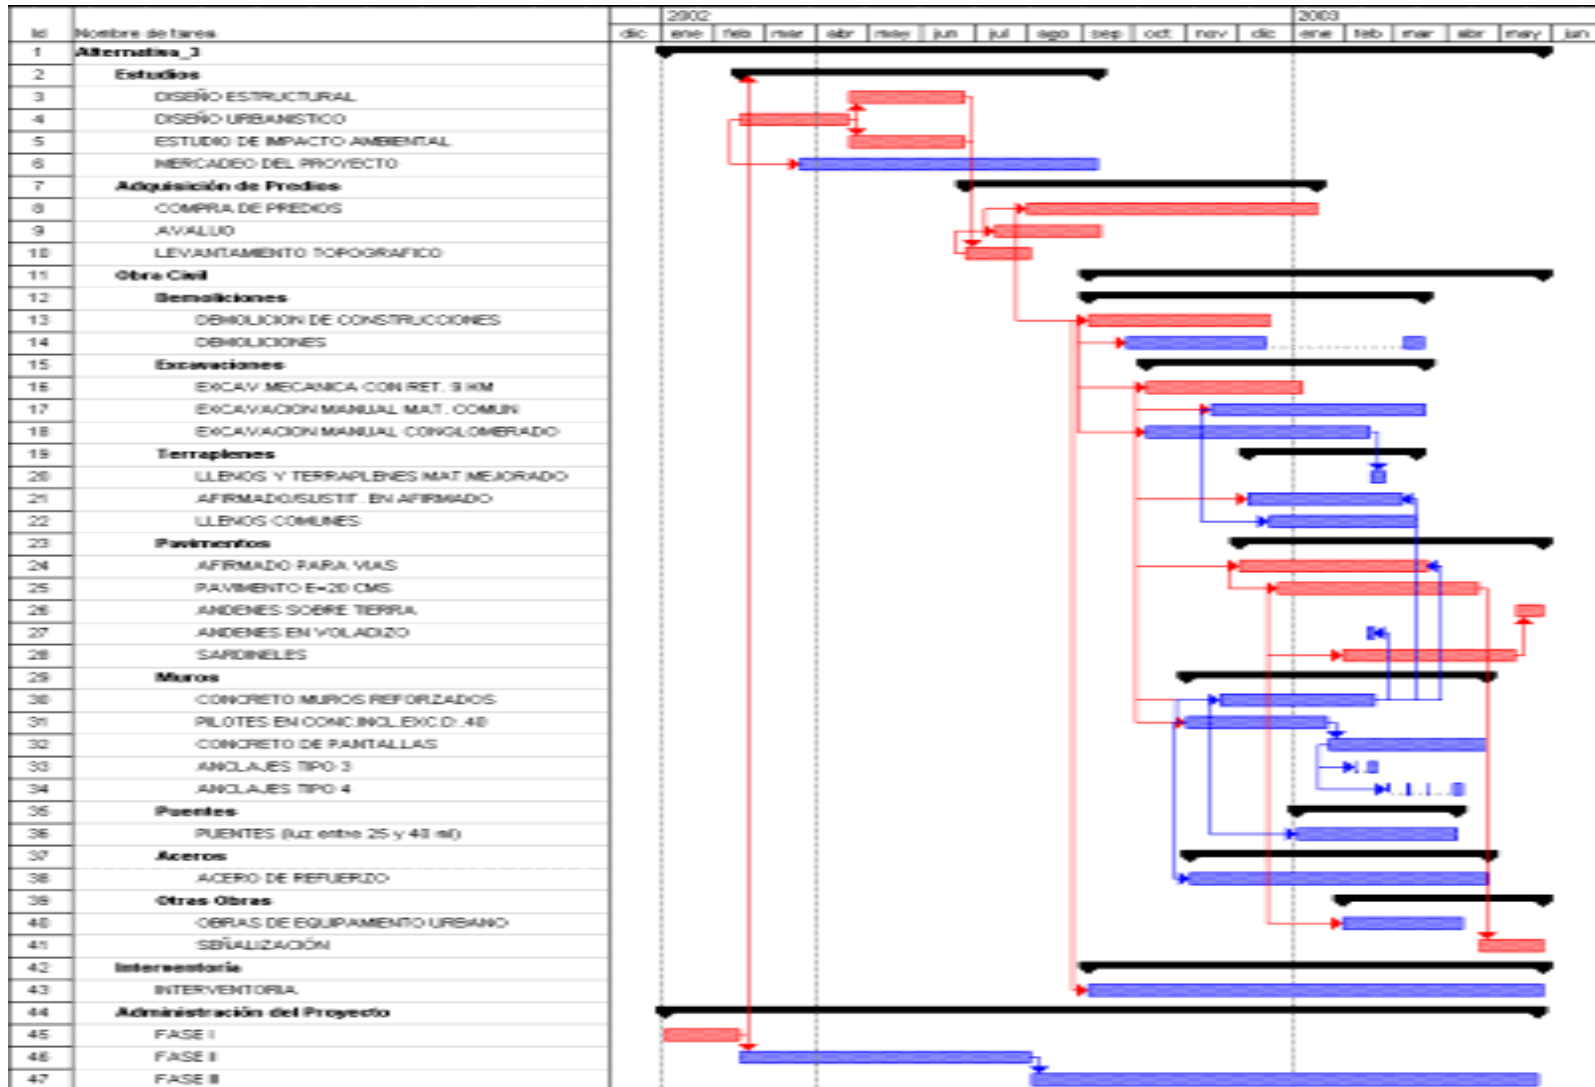 2002 2003
Id Nombre de tarea dic ene feb mar abr may jun jul ago sep oct nov dic ene feb mar abr may jun
1 Alternativa_3
2 Estudios
3 DISEÑO ESTRUCTURAL
4 DISEÑO URBANISTICO
5 ESTUDIO DE IMPACTO AMBIENTAL
6 MERCADEO DEL PROYECTO
7 Adquisición de Predios
8 COMPRA DE PREDIOS
9 AVALUO
10 LEVANTAMIENTO TOPOGRAFICO
11 Obra Civil
12 Demoliciones
13 DEMOLICION DE CONSTRUCCIONES
14 DEMOLICIONES
15 Excavaciones
16 EXCAV.MECANICA CON RET. 9 KM
17 EXCAVACION MANUAL MAT. COMUN
18 EXCAVACION MANUAL CONGLOMERADO
19 Terraplenes
20 LLENOS Y TERRAPLENES MAT.MEJORADO
21 AFIRMADO/SUSTIT. EN AFIRMADO
22 LLENOS COMUNES
23 Pavimentos
24 AFIRMADO PARA VIAS
25 PAVIMENTO E=20 CMS.
26 ANDENES SOBRE TIERRA
27 ANDENES EN VOLADIZO
28 SARDINELES
29 Muros
30 CONCRETO MUROS REFORZADOS
31 PILOTES EN CONC.INCL.EXC.D .40
32 CONCRETO DE PANTALLAS
33 ANCLAJES TIPO 3
34 ANCLAJES TIPO 4
35 Puentes
36 PUENTES (luz entre 25 y 40 ml)
37 Aceros
38 ACERO DE REFUERZO
39 Otras Obras
40 OBRAS DE EQUIPAMIENTO URBANO
41 SEÑALIZACIÓN
42 Interventoría
43 INTERVENTORIA
44 Administración del Proyecto
45 FASE I
46 FASE II
47 FASE III